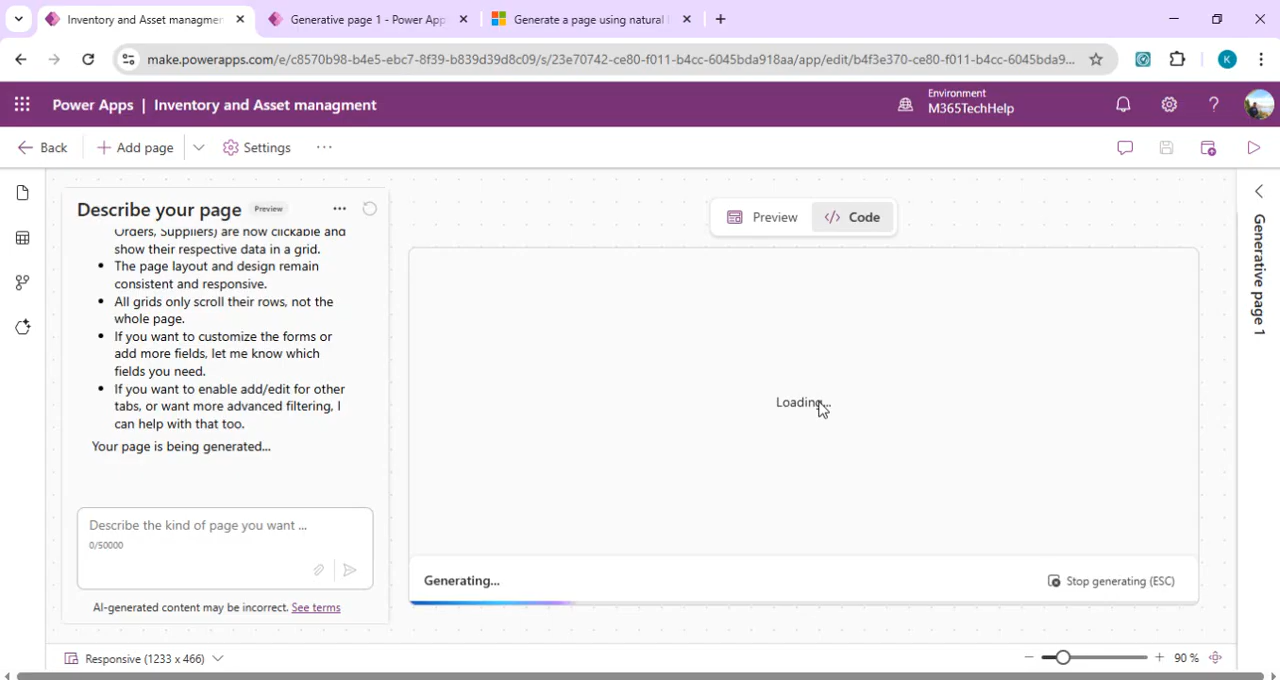 Inventory and Asset managmen
Generative page 1 - Power App
Generate a page using natural l
make.powerapps.com/e/c8570b98-b4e5-ebc7-8f39-b839d39d8c09/s/23e70742-ce80-f011-b4cc-6045bda918aa/app/edit/b4f3e370-ce80-f011-b4cc-6045bda9...
K
Power Apps | Inventory and Asset managment
Environment
M365TechHelp
Back
Add page
Settings
Describe your page
Preview
Orders, Suppliers) are now clickable and
show their respective data in a grid.
• The page layout and design remain
consistent and responsive.
• All grids only scroll their rows, not the
whole page.
• If you want to customize the forms or
add more fields, let me know which
fields you need.
• If you want to enable add/edit for other
tabs, or want more advanced filtering, I
can help with that too.
Your page is being generated...
Describe the kind of page you want ...
0/50000
AI-generated content may be incorrect. See terms
Preview
Code
Loading...
Generating...
Stop generating (ESC)
Generative page 1
Responsive (1233 x 466)
90 %